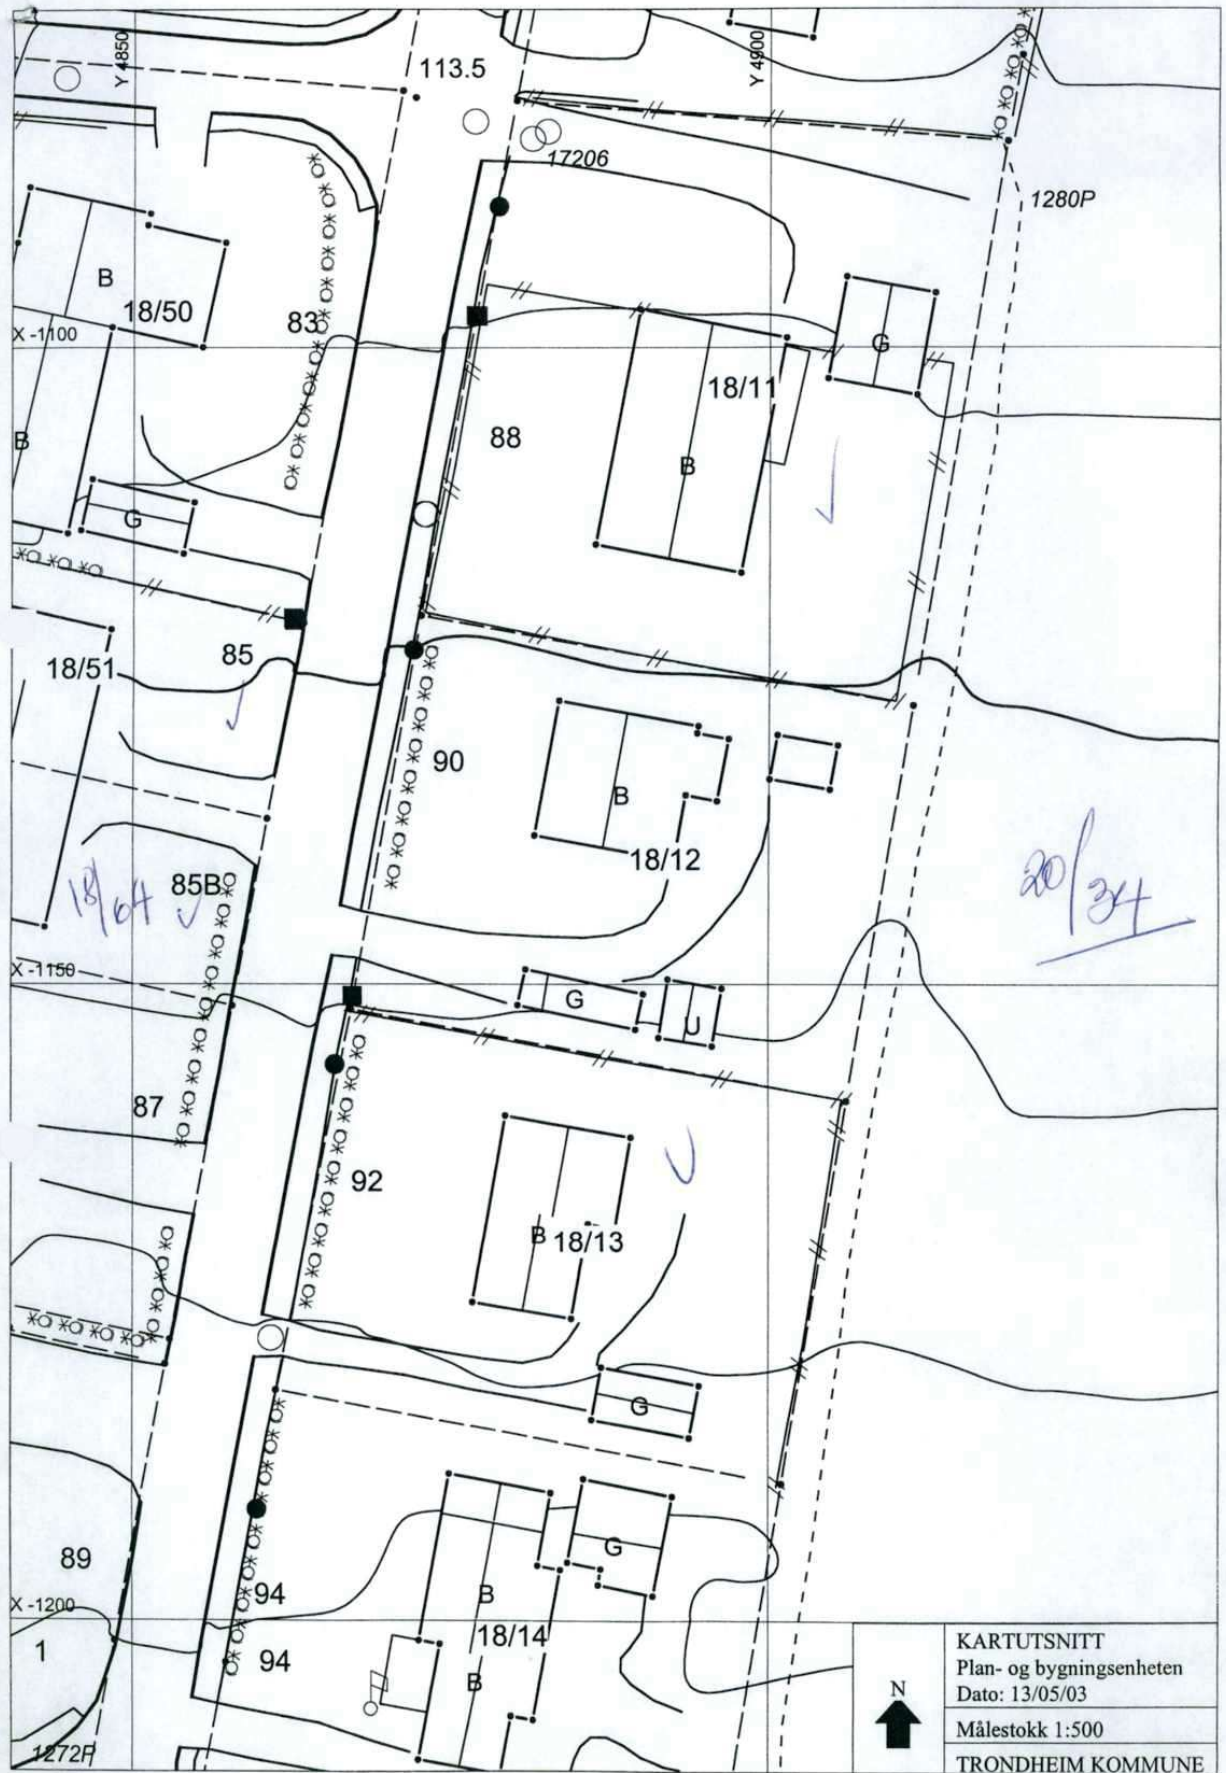 Y 4850
113.5
Y 4900
17206
1280P
B
18/50
83
X -1100
G
18/11
88
B
B
G
18/51
85
90
B
18/12
85B
18/64
20/34
X -1150
G
U
87
92
B 18/13
G
89
94
B
G
X -1200
1
94
18/14
B
1272P
N
KARTUTSNITT
Plan- og bygningsenheten
Dato: 13/05/03
Målestokk 1:500
TRONDHEIM KOMMUNE